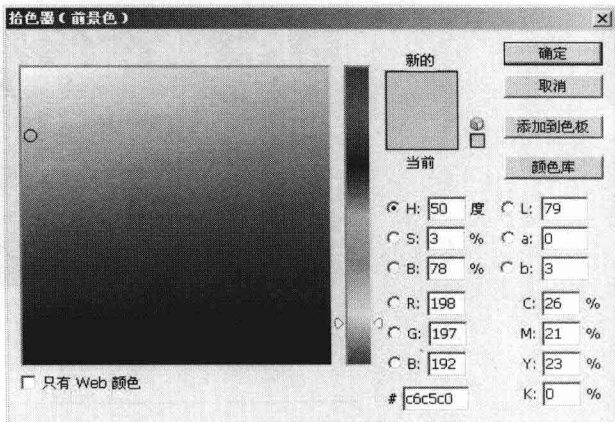 拾色器（前景色）
新的
当前
确定
取消
添加到色板
颜色库
H: 50 度
S: 3 %
B: 78 %
R: 198
G: 197
B: 192
# c6c5c0
L: 79
a: 0
b: 3
C: 26 %
M: 21 %
Y: 23 %
K: 0 %
只有 Web 颜色